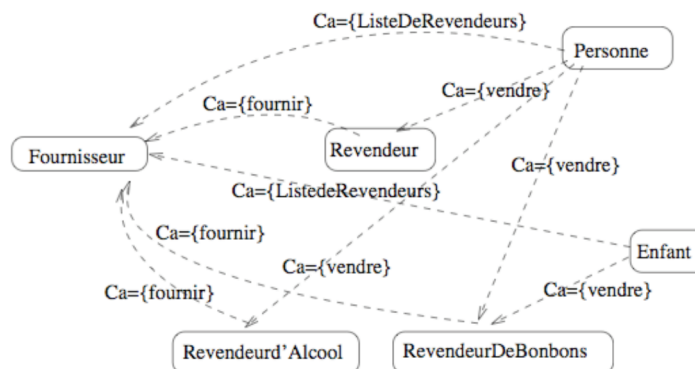 Ca={ListeDeRevendeurs}
Personne
Ca={vendre}
Ca={fournir}
Revendeur
Fournisseur
Ca={vendre}
Ca={ListedeRevendeurs}
Ca={fournir}
Enfant
Ca={vendre}
Ca={fournir}
Ca={vendre}
Revendeurd'Alcool
RevendeurDeBonbons